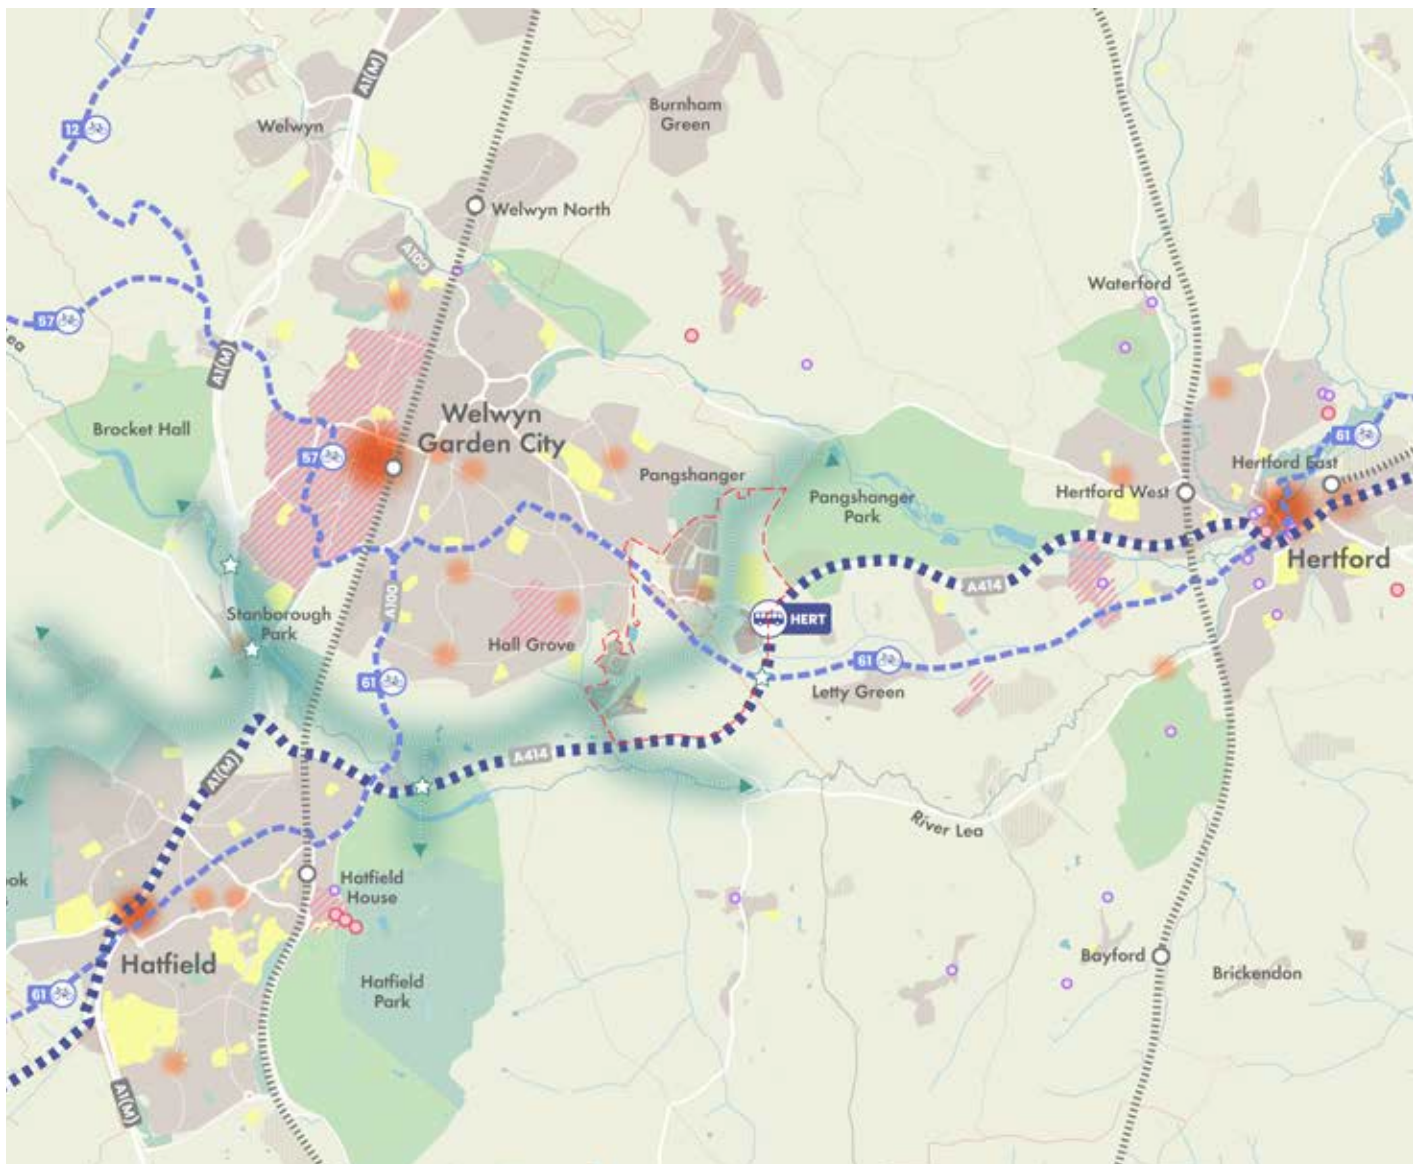 A1(M)
Burnham
Green
Welwyn
12
Welwyn North
A100
Waterford
57
ea
A1(M)
Welwyn
Garden City
Brocket Hall
61
57
Hertford East
Pangshanger
Pangshanger
Park
Hertford West
Hertford
A414
A100
Stanborough
Park
HERT
Hall Grove
61
61
Letty Green
A414
A1(M)
River Lea
ook
Hatfield
House
Hatfield
Bayford
Brickendon
Hatfield
Park
61
A1(M)